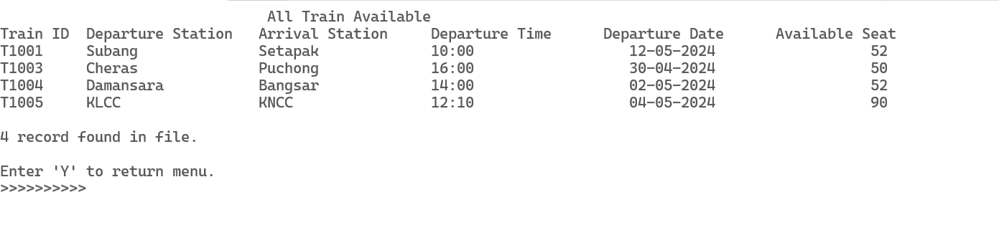 All Train Available
Train ID  Departure Station   Arrival Station     Departure Time      Departure Date      Available Seat
T1001     Subang              Setapak             10:00                  12-05-2024                  52
T1003     Cheras              Puchong             16:00                  30-04-2024                  50
T1004     Damansara           Bangsar             14:00                  02-05-2024                  52
T1005     KLCC                KNCC                12:10                  04-05-2024                  90
4 record found in file.
Enter 'Y' to return menu.
>>>>>>>>>>